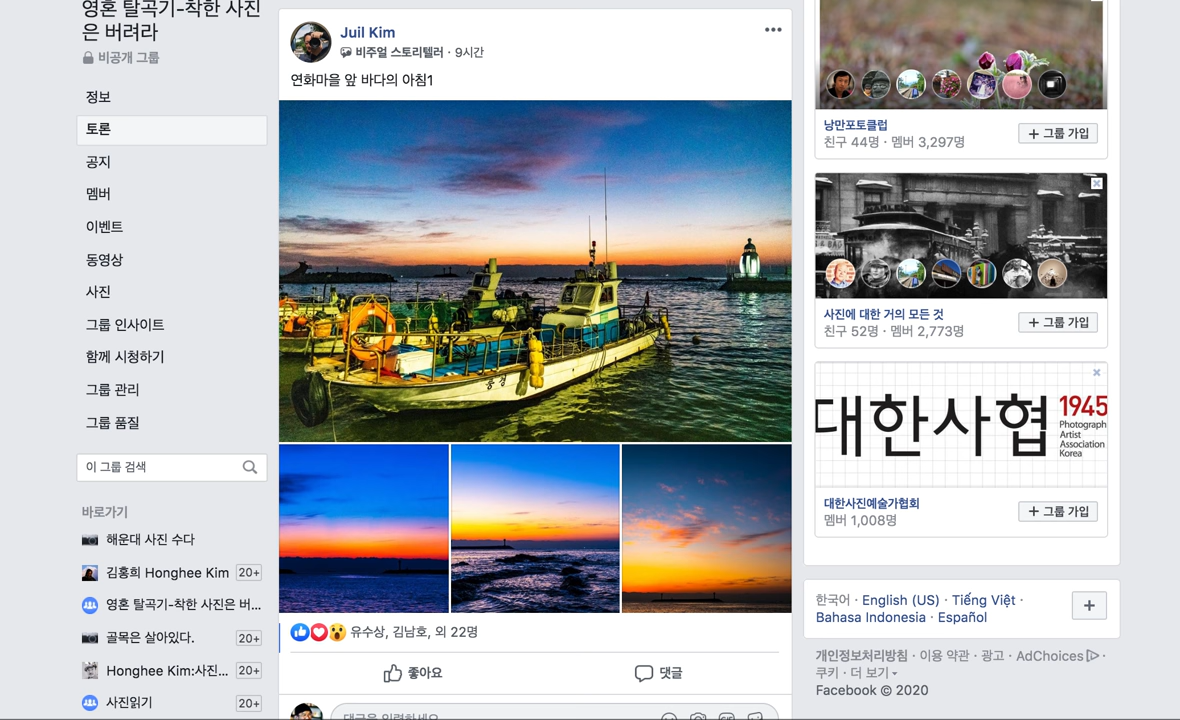 영혼 탈곡기-착한 사진
은 버려라
비공개 그룹
정보
토론
공지
멤버
이벤트
동영상
사진
그룹 인사이트
함께 시청하기
그룹 관리
그룹 품질
이 그룹 검색
바로가기
해운대 사진 수다
김홍희 Honghee Kim 20+
영혼 탈곡기-착한 사진은 버...
골목은 살아있다. 20+
Honghee Kim:사진... 20+
사진읽기 20+
Juil Kim
비주얼 스토리텔러 · 9시간
연화마을 앞 바다의 아침1
유수상, 김남호, 외 22명
좋아요 댓글
댓글을 입력하세요...
낭만포토클럽
친구 44명 · 멤버 3,297명
+ 그룹 가입
사진에 대한 거의 모든 것
친구 52명 · 멤버 2,773명
+ 그룹 가입
대한사협 1945
Photograph
Artist
Association
Korea
대한사진예술가협회
멤버 1,008명
+ 그룹 가입
한국어 · English (US) · Tiếng Việt ·
Bahasa Indonesia · Español
개인정보처리방침 · 이용 약관 · 광고 · AdChoices ·
쿠키 · 더 보기
Facebook © 2020